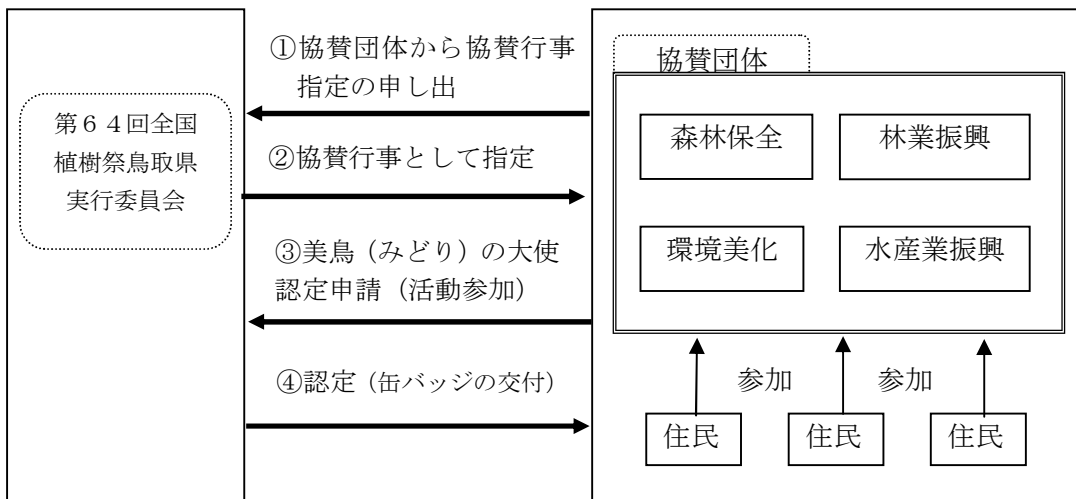 第６４回全国
植樹祭鳥取県
実行委員会
①協賛団体から協賛行事
指定の申し出
②協賛行事として指定
③美鳥（みどり）の大使
認定申請（活動参加）
④認定（缶バッジの交付）
協賛団体
森林保全
林業振興
環境美化
水産業振興
参加
参加
住民
住民
住民